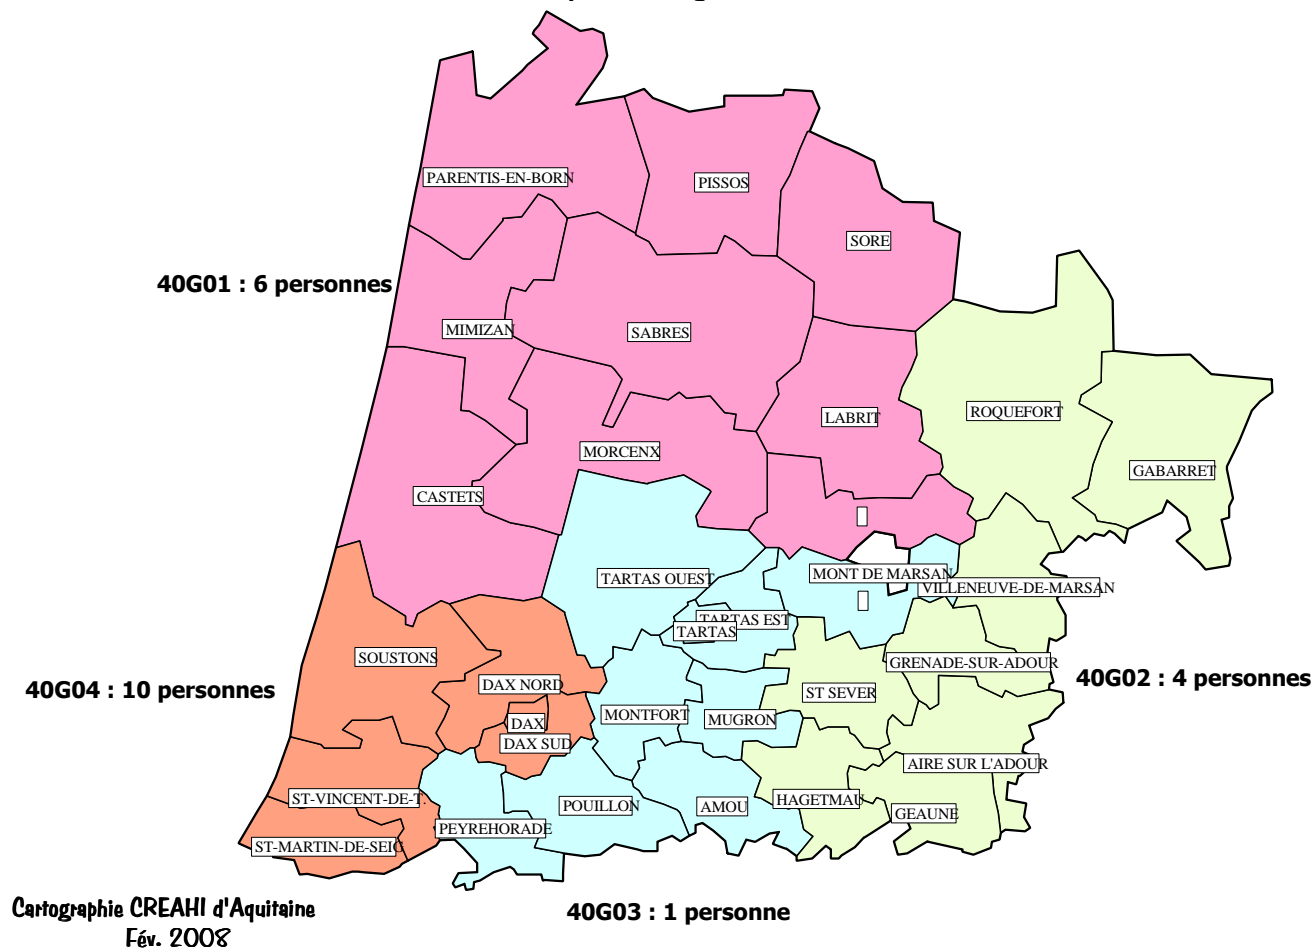 PARENTIS-EN-BORN
PISSOS
SORE
40G01 : 6 personnes
MIMIZAN
SABRES
LABRIT
ROQUEFORT
MORCENX
GABARRET
CASTETS
TARTAS OUEST
MONT DE MARSAN
VILLENEUVE-DE-MARSAN
TARTAS EST
TARTAS
SOUSTONS
GRENADE-SUR-ADOUR
40G04 : 10 personnes
DAX NORD
ST SEVER
40G02 : 4 personnes
MONTFORT
MUGRON
DAX
DAX SUD
AIRE SUR L'ADOUR
ST-VINCENT-DE-T.
POUILLON
AMOU
HAGETMAU
GEAUNE
PEYREHORADE
ST-MARTIN-DE-SEIG
Cartographie CREAHI d'Aquitaine
Fév. 2008
40G03 : 1 personne